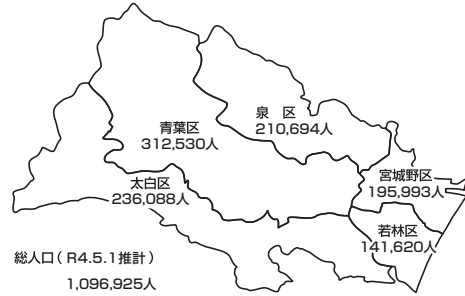 青葉区
312,530人
泉　区
210,694人
太白区
236,088人
宮城野区
195,993人
若林区
141,620人
総人口( R4.5.1推計 )
1,096,925人